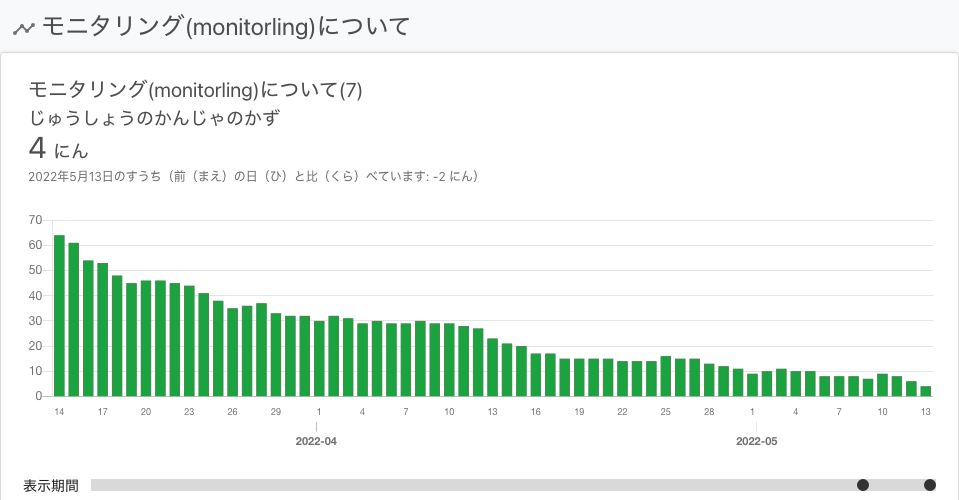 モニタリング(monitorling)について
モニタリング(monitorling)について(7)
じゅうしょうのかんじゃのかず
4 にん
2022年5月13日のすうち（前（まえ）の日（ひ）と比（くら）べています: -2 にん）
70
60
50
40
30
20
10
0
14 17 20 23 26 29 1 4 7 10 13 16 19 22 25 28 1 4 7 10 13
2022-04 2022-05
表示期間